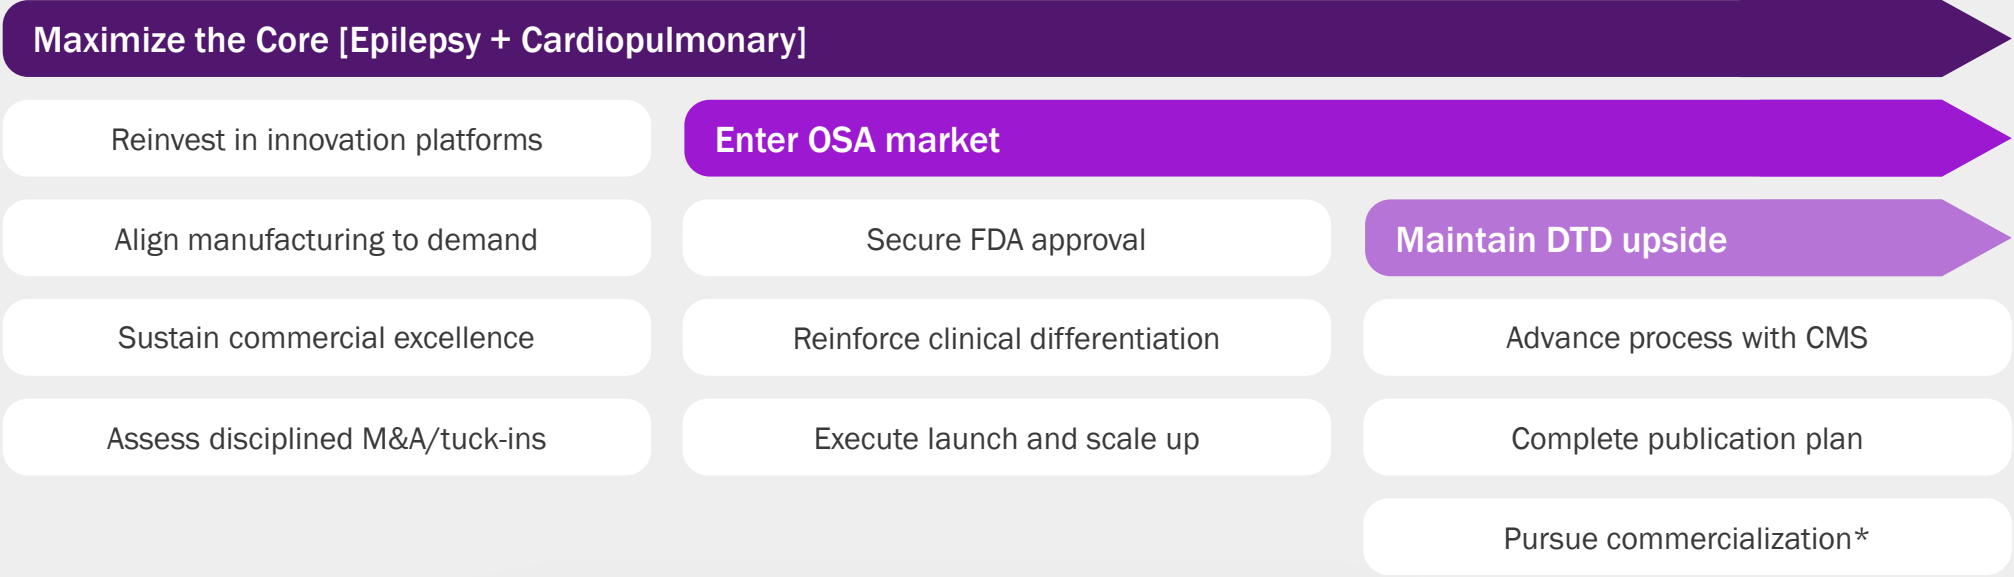 Maximize the Core [Epilepsy + Cardiopulmonary]
Reinvest in innovation platforms
Align manufacturing to demand
Sustain commercial excellence
Assess disciplined M&A/tuck-ins
Enter OSA market
Secure FDA approval
Reinforce clinical differentiation
Execute launch and scale up
Maintain DTD upside
Advance process with CMS
Complete publication plan
Pursue commercialization*